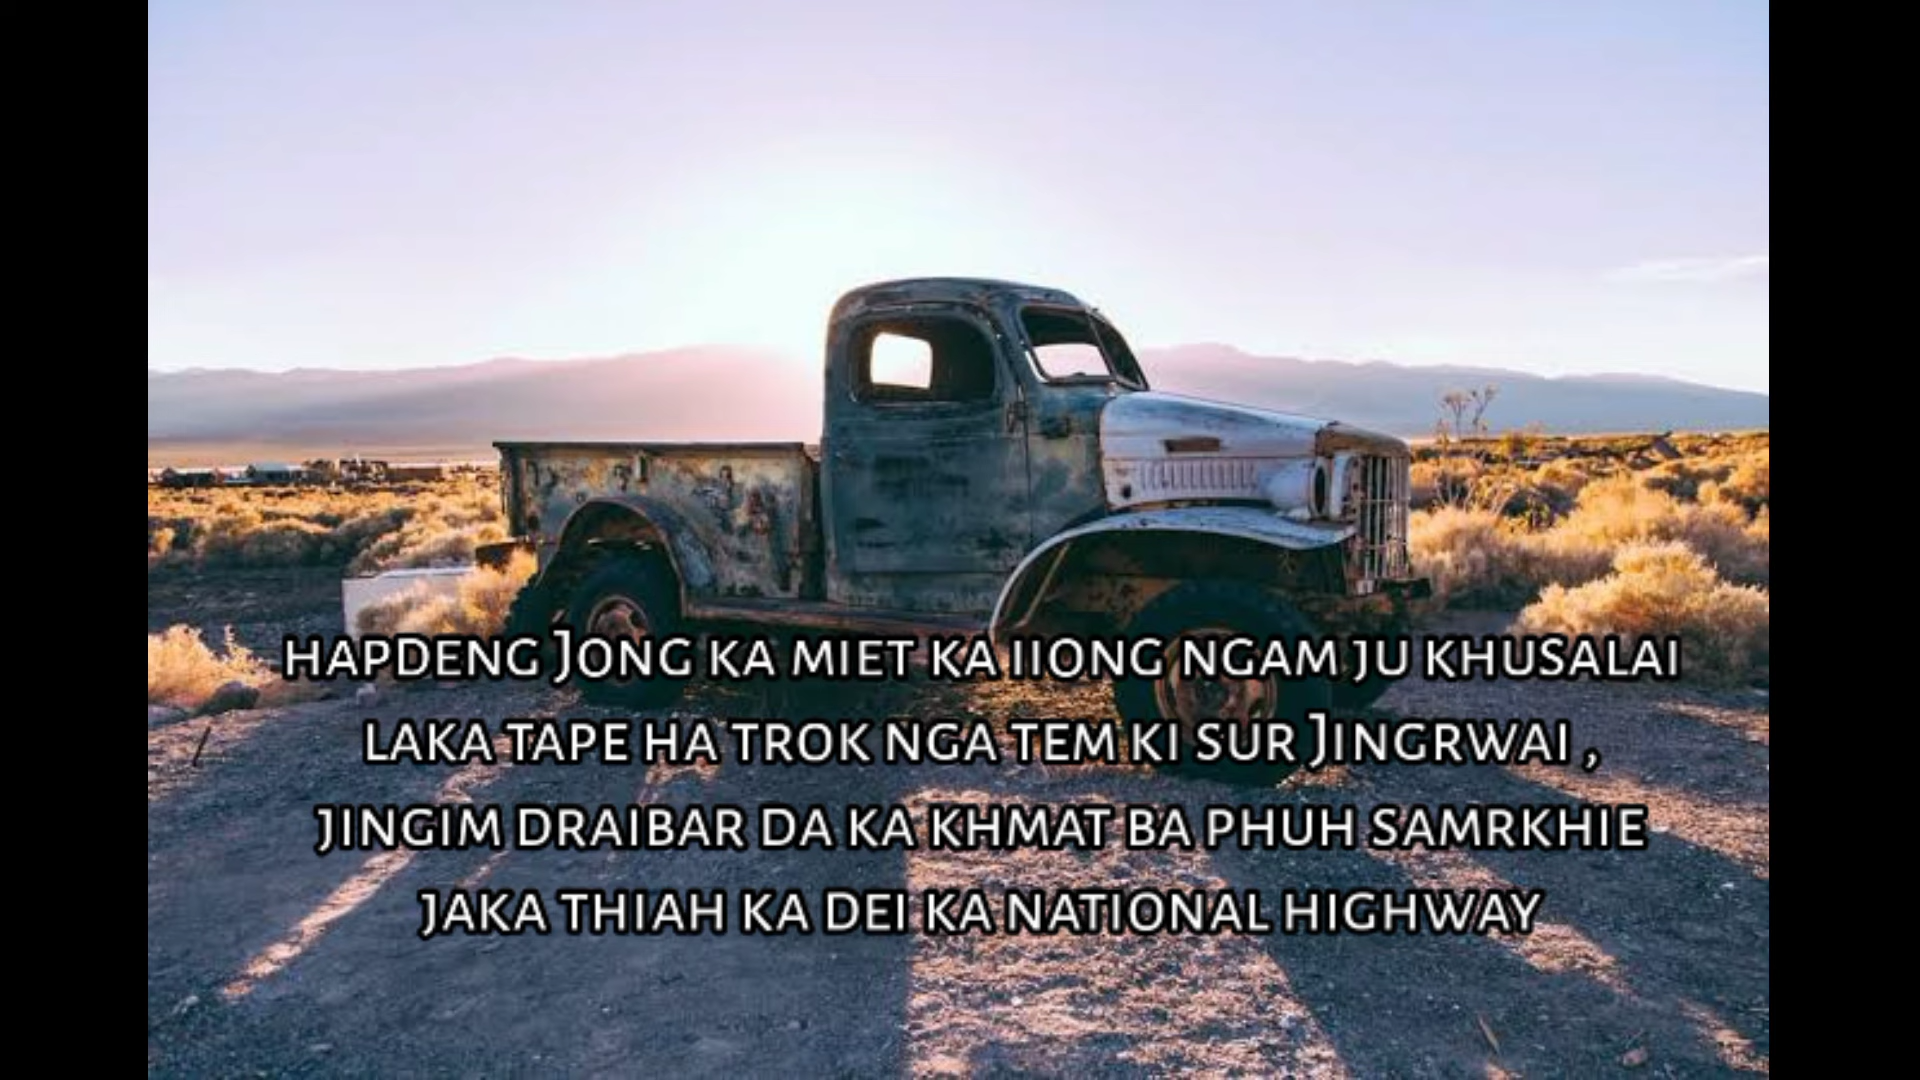 HAPDENG JONG KA MIET KA IIONG NGAM JU KHUSALAI
LAKA TAPE HA TROK NGA TEM KI SUR JINGRWAI ,
JINGIM DRAIBAR DA KA KHMAT BA PHUH SAMRKHIE
JAKA THIAH KA DEI KA NATIONAL HIGHWAY